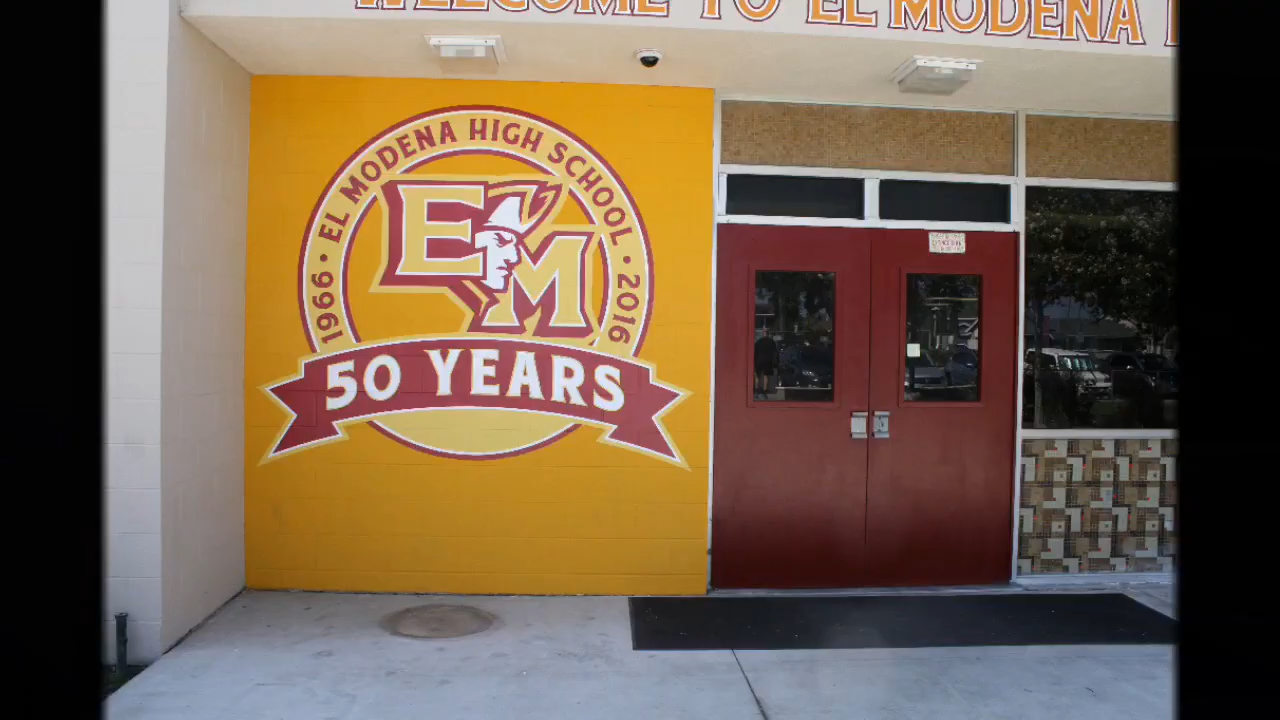 WELCOME TO EL MODENA
1966 • EL MODENA HIGH SCHOOL • 2016
EM
50 YEARS